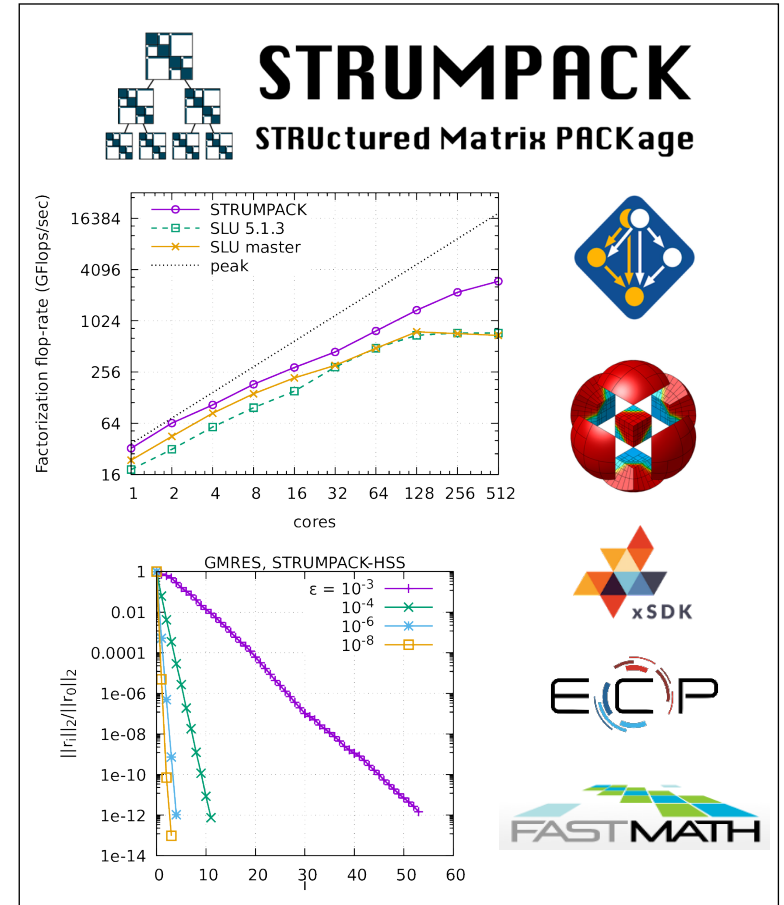 STRUMPACK
STRUctured Matrix PACKage
Factorization flop-rate (GFlops/sec)
STRUMPACK
SLU 5.1.3
SLU master
peak
16384
4096
1024
256
64
16
1 2 4 8 16 32 64 128 256 512
cores
GMRES, STRUMPACK-HSS
||rᵢ||₂/||r₀||₂
ε = 10⁻³
10⁻⁴
10⁻⁶
10⁻⁸
1
0.01
0.0001
1e-06
1e-08
1e-10
1e-12
1e-14
0 10 20 30 40 50 60
i
xSDK
ECP
FASTMATH